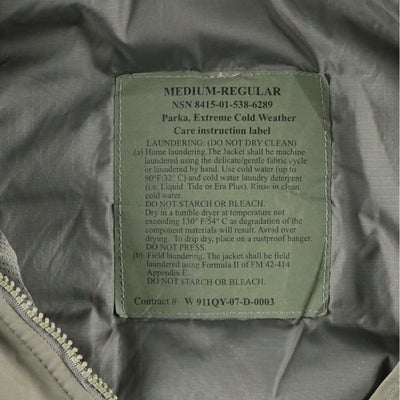 MEDIUM-REGULAR
NSN 8415-01-538-6289
Parka, Extreme Cold Weather
Care instruction label
LAUNDERING: (DO NOT DRY CLEAN)
(a) Home laundering. The Jacket shall be machine
laundered using the delicate/gentle fabric cycle
or laundered by hand. Use cold water (up to
90°F/32° C) and cold water laundry detergent
(i.e. Liquid Tide or Era Plus). Rinse in clean
cold water.
DO NOT STARCH OR BLEACH.
Dry in a tumble dryer at temperature not
exceeding 130° F/54° C as degradation of the
component materials will result. Avoid over
drying. To drip dry, place on a rustproof hanger.
DO NOT PRESS.
(b) Field laundering. The jacket shall be field
laundered using Formula II of FM 42-414
Appendix E.
DO NOT STARCH OR BLEACH.
Contract # W 911QY-07-D-0003